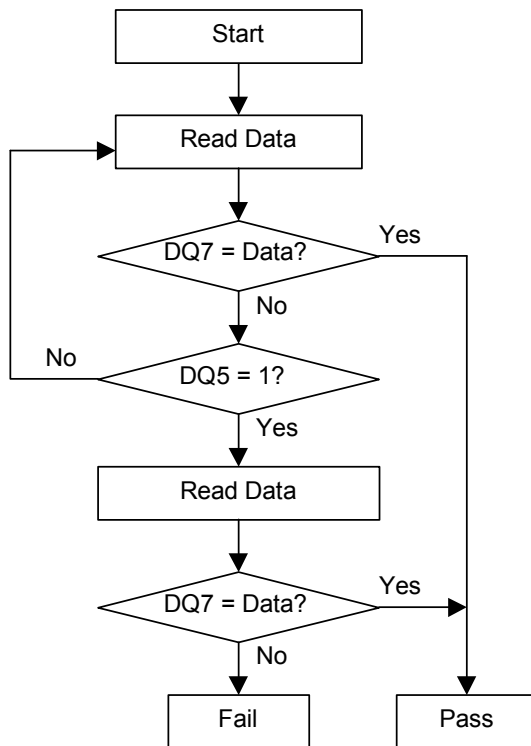 Start
Read Data
DQ7 = Data?
Yes
No
DQ5 = 1?
No
Yes
Read Data
DQ7 = Data?
Yes
No
Fail
Pass